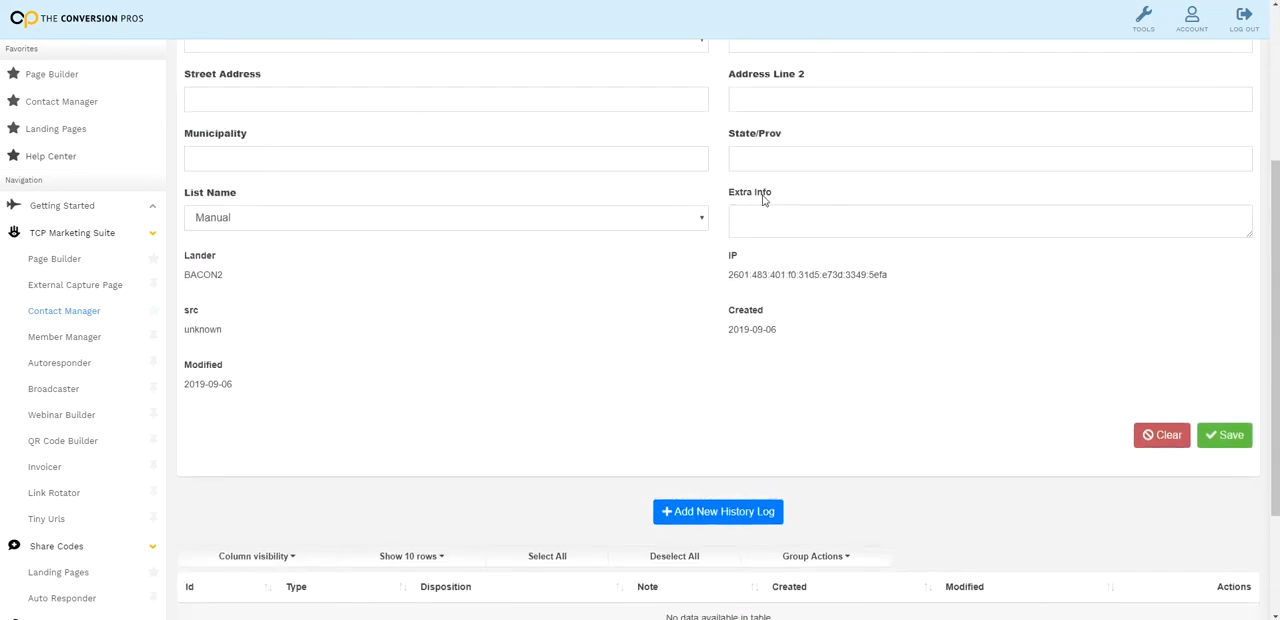 THE CONVERSION PROS
TOOLS
ACCOUNT
LOG OUT
Favorites
Page Builder
Contact Manager
Landing Pages
Help Center
Navigation
Getting Started
TCP Marketing Suite
Page Builder
External Capture Page
Contact Manager
Member Manager
Autoresponder
Broadcaster
Webinar Builder
QR Code Builder
Invoicer
Link Rotator
Tiny Urls
Share Codes
Landing Pages
Auto Responder
Street Address
Address Line 2
Municipality
State/Prov
List Name
Extra Info
Manual
Lander
IP
BACON2
2601:483:401:f0:31d5:e73d:3349:5efa
src
Created
unknown
2019-09-06
Modified
2019-09-06
Clear
Save
Add New History Log
Column visibility
Show 10 rows
Select All
Deselect All
Group Actions
Id
Type
Disposition
Note
Created
Modified
Actions
No data available in table